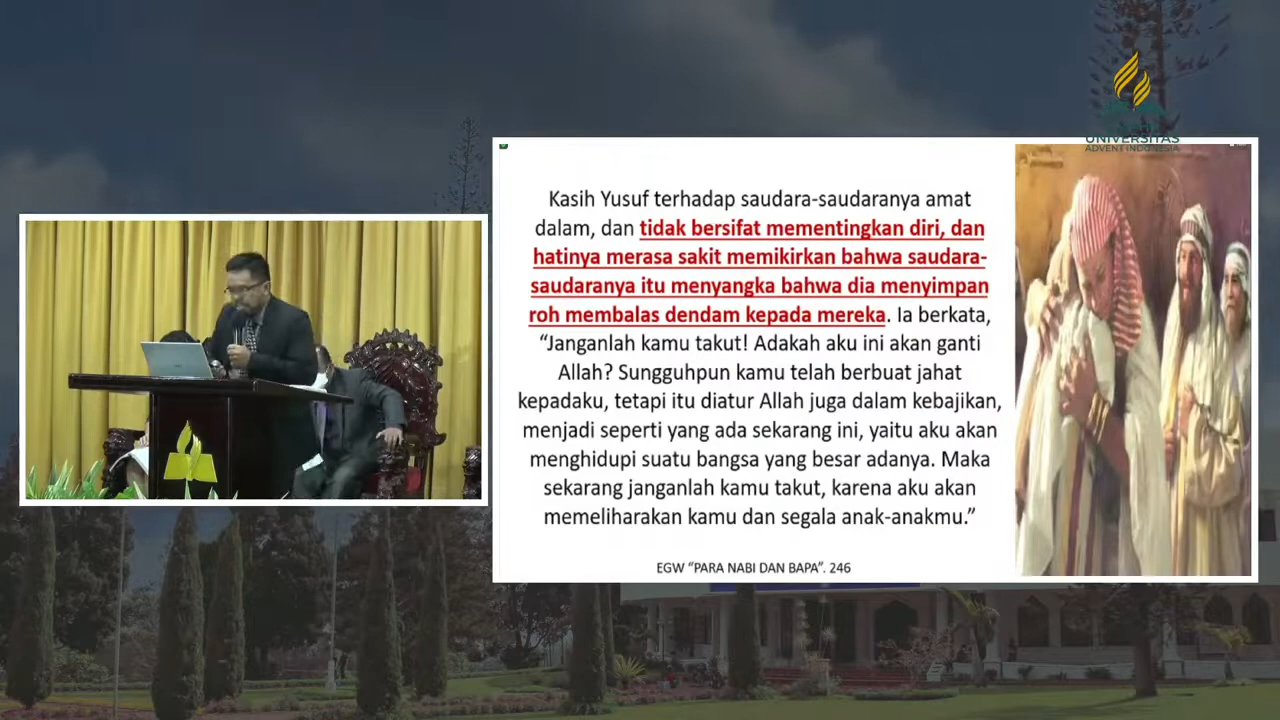 UNIVERSITAS
ADVENT INDONESIA
Kasih Yusuf terhadap saudara-saudaranya amat
dalam, dan tidak bersifat mementingkan diri, dan
hatinya merasa sakit memikirkan bahwa saudara-
saudaranya itu menyangka bahwa dia menyimpan
roh membalas dendam kepada mereka. Ia berkata,
“Janganlah kamu takut! Adakah aku ini akan ganti
Allah? Sungguhpun kamu telah berbuat jahat
kepadaku, tetapi itu diatur Allah juga dalam kebajikan,
menjadi seperti yang ada sekarang ini, yaitu aku akan
menghidupi suatu bangsa yang besar adanya. Maka
sekarang janganlah kamu takut, karena aku akan
memeliharakan kamu dan segala anak-anakmu.”
EGW “PARA NABI DAN BAPA”. 246